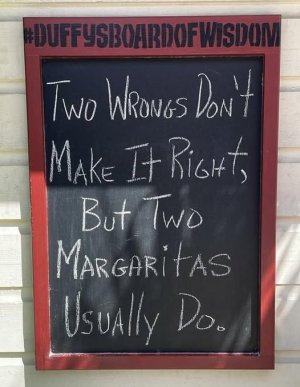 #DUFFYSBOARDOFWISDOM
Two Wrongs Don't
Make It Right,
But Two
Margaritas
Usually Do.